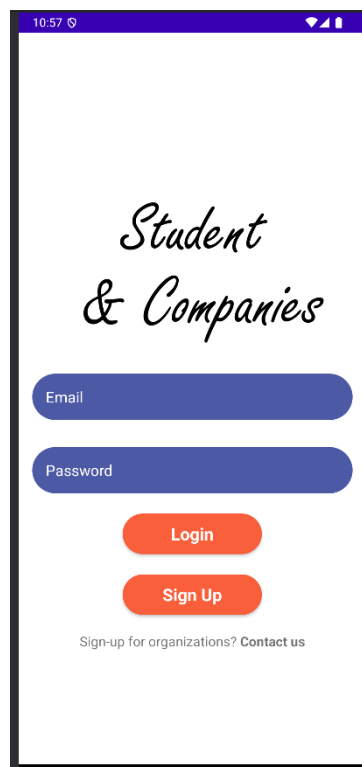 10:57
Student
& Companies
Email
Password
Login
Sign Up
Sign-up for organizations? Contact us